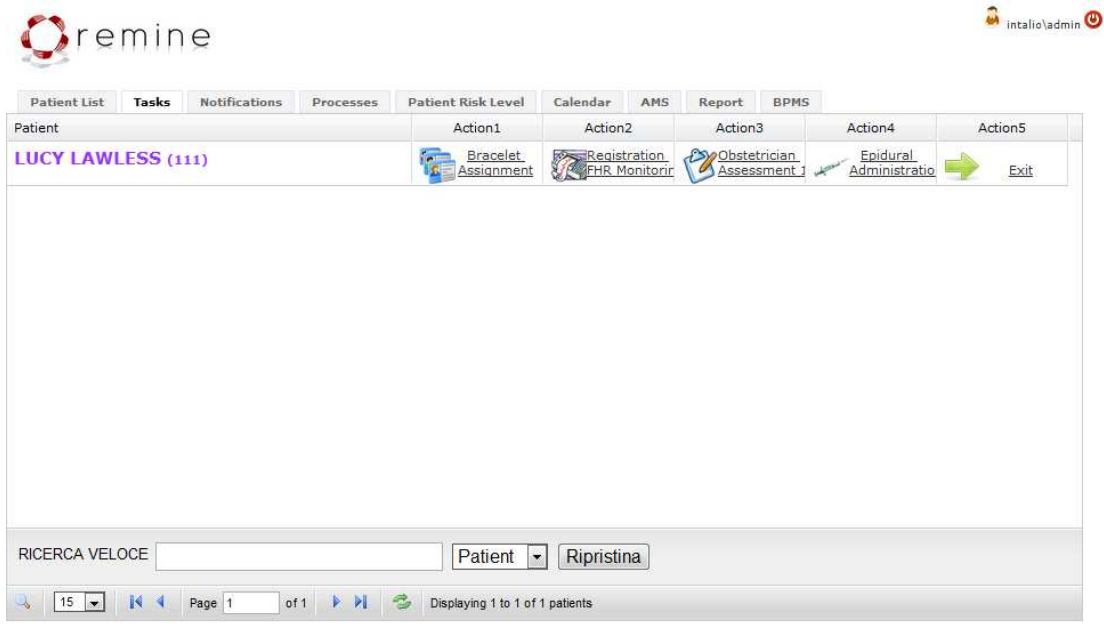 remine
intalio\admin
Patient List Tasks Notifications Processes Patient Risk Level Calendar AMS Report BPMS
Patient Action1 Action2 Action3 Action4 Action5
LUCY LAWLESS (111) Bracelet Assignment Registration FHR Monitorir Obstetrician Assessment 1 Epidural Administratio Exit
RICERCA VELOCE Patient Ripristina
15 Page 1 of 1 Displaying 1 to 1 of 1 patients